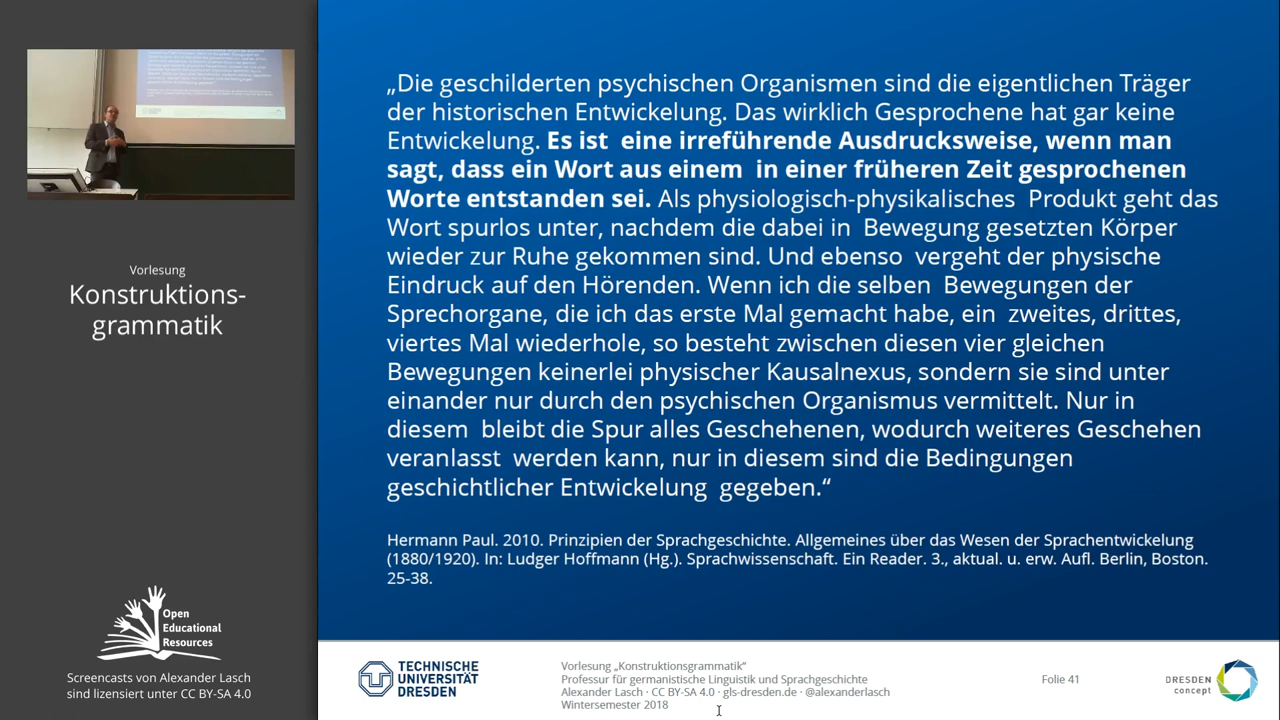 „Die geschilderten psychischen Organismen sind die eigentlichen Träger
der historischen Entwickelung. Das wirklich Gesprochene hat gar keine
Entwickelung. Es ist eine irreführende Ausdrucksweise, wenn man
sagt, dass ein Wort aus einem in einer früheren Zeit gesprochenen
Worte entstanden sei. Als physiologisch-physikalisches Produkt geht das
Wort spurlos unter, nachdem die dabei in Bewegung gesetzten Körper
wieder zur Ruhe gekommen sind. Und ebenso vergeht der physische
Eindruck auf den Hörenden. Wenn ich die selben Bewegungen der
Sprechorgane, die ich das erste Mal gemacht habe, ein zweites, drittes,
viertes Mal wiederhole, so besteht zwischen diesen vier gleichen
Bewegungen keinerlei physischer Kausalnexus, sondern sie sind unter
einander nur durch den psychischen Organismus vermittelt. Nur in
diesem bleibt die Spur alles Geschehenen, wodurch weiteres Geschehen
veranlasst werden kann, nur in diesem sind die Bedingungen
geschichtlicher Entwickelung gegeben.“
Hermann Paul. 2010. Prinzipien der Sprachgeschichte. Allgemeines über das Wesen der Sprachentwickelung
(1880/1920). In: Ludger Hoffmann (Hg.). Sprachwissenschaft. Ein Reader. 3., aktual. u. erw. Aufl. Berlin, Boston.
25-38.
Vorlesung
Konstruktions-
grammatik
Open
Educational
Resources
Screencasts von Alexander Lasch
sind lizensiert unter CC BY-SA 4.0
TECHNISCHE
UNIVERSITÄT
DRESDEN
Vorlesung „Konstruktionsgrammatik“
Professur für germanistische Linguistik und Sprachgeschichte
Alexander Lasch · CC BY-SA 4.0 · gls-dresden.de · @alexanderlasch
Wintersemester 2018
Folie 41
DRESDEN
concept